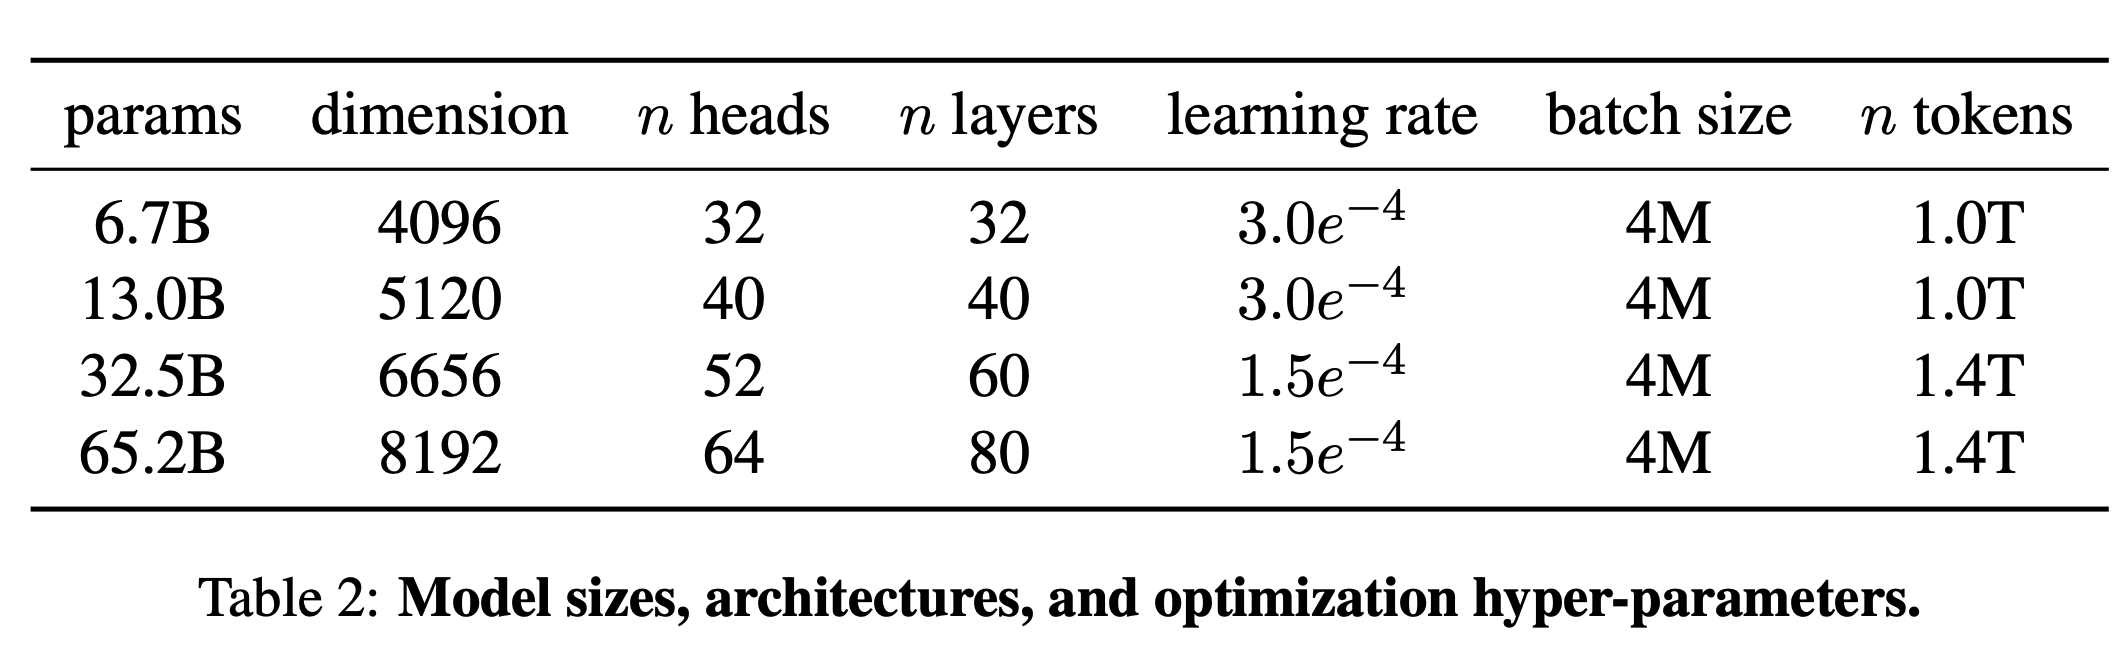 params dimension n heads n layers learning rate batch size n tokens
6.7B 4096 32 32 3.0e⁻⁴ 4M 1.0T
13.0B 5120 40 40 3.0e⁻⁴ 4M 1.0T
32.5B 6656 52 60 1.5e⁻⁴ 4M 1.4T
65.2B 8192 64 80 1.5e⁻⁴ 4M 1.4T
Table 2: Model sizes, architectures, and optimization hyper-parameters.